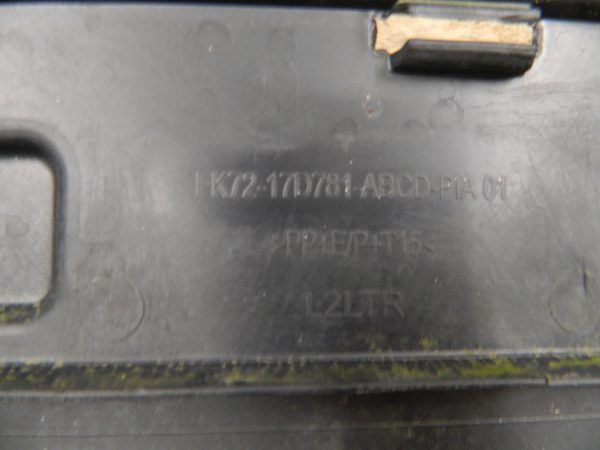 FK72-17D781-ABCD-PIA 01
>PP+E/P+T15<
L2LTR